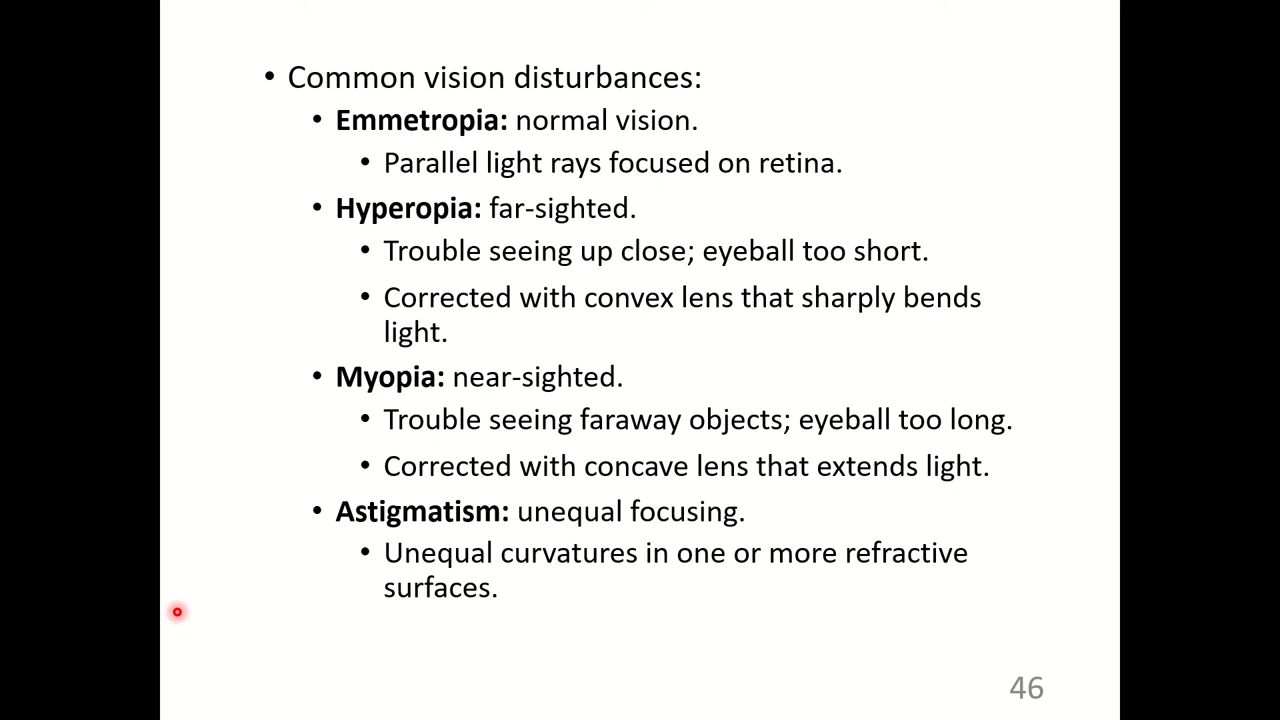 • Common vision disturbances:
• Emmetropia: normal vision.
• Parallel light rays focused on retina.
• Hyperopia: far-sighted.
• Trouble seeing up close; eyeball too short.
• Corrected with convex lens that sharply bends
light.
• Myopia: near-sighted.
• Trouble seeing faraway objects; eyeball too long.
• Corrected with concave lens that extends light.
• Astigmatism: unequal focusing.
• Unequal curvatures in one or more refractive
surfaces.
46